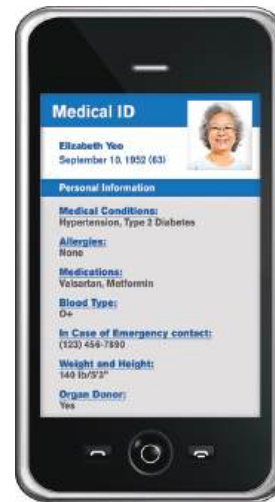 Medical ID
Elizabeth Yee
September 10, 1952 (63)
Personal Information
Medical Conditions:
Hypertension, Type 2 Diabetes
Allergies:
None
Medications:
Valsartan, Metformin
Blood Type:
O+
In Case of Emergency contact:
(123) 456-7890
Weight and Height:
140 lb/5'3"
Organ Donor:
Yes